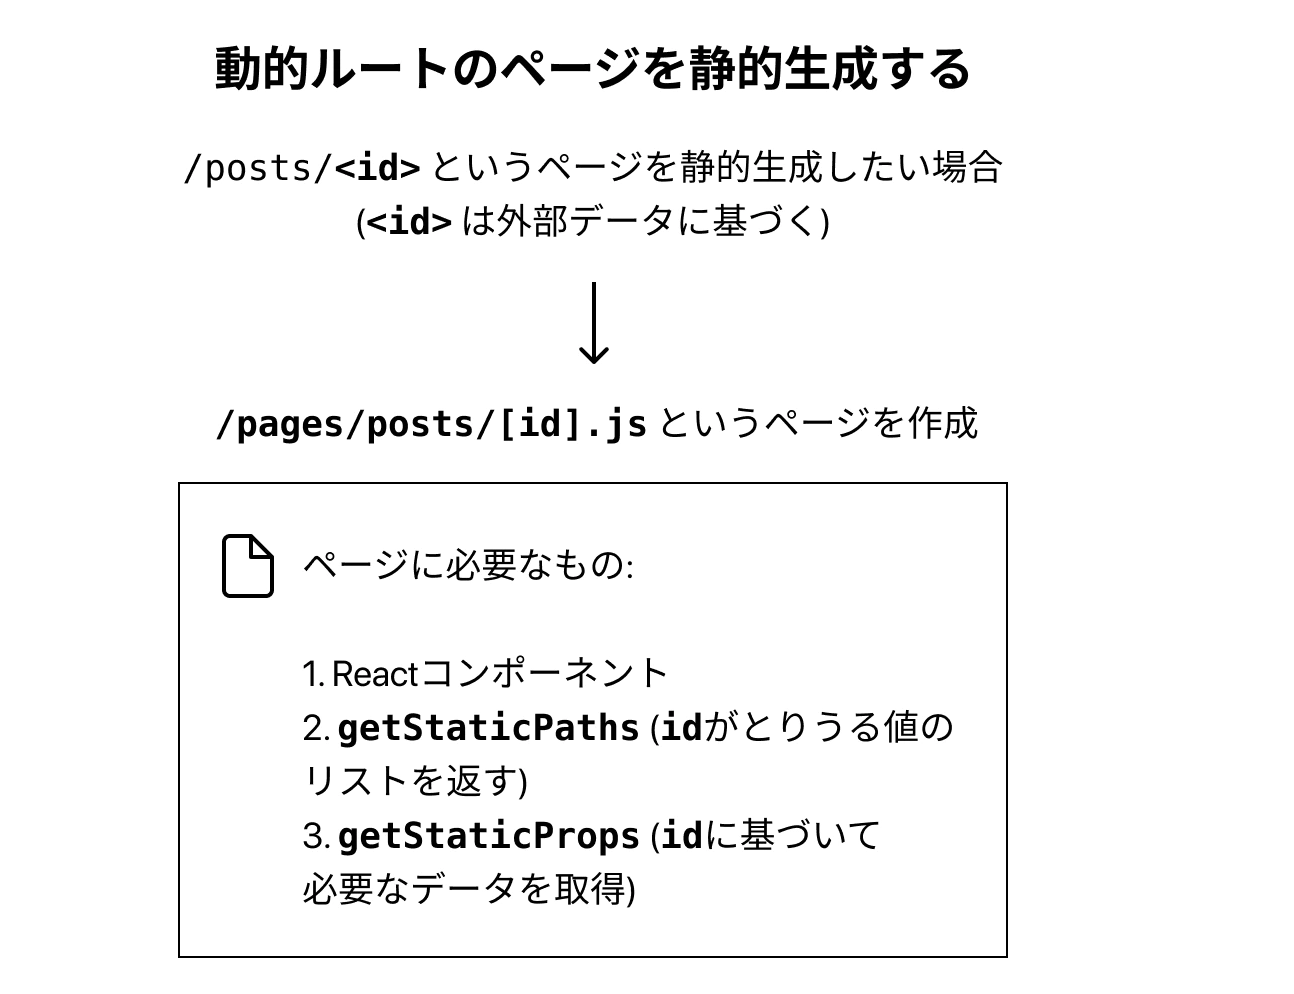 動的ルートのページを静的生成する
/posts/<id> というページを静的生成したい場合
(<id> は外部データに基づく)
/pages/posts/[id].js というページを作成
ページに必要なもの:
1. Reactコンポーネント
2. getStaticPaths (idがとりうる値の
リストを返す)
3. getStaticProps (idに基づいて
必要なデータを取得)